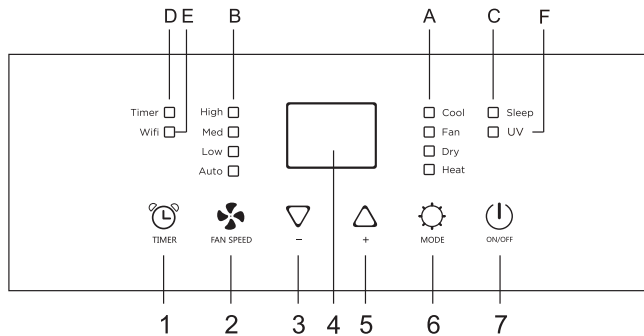 D E B A C F
Timer High Cool Sleep
Wifi Med Fan UV
Low Dry
Auto Heat
TIMER FAN SPEED - + MODE ON/OFF
1 2 3 4 5 6 7